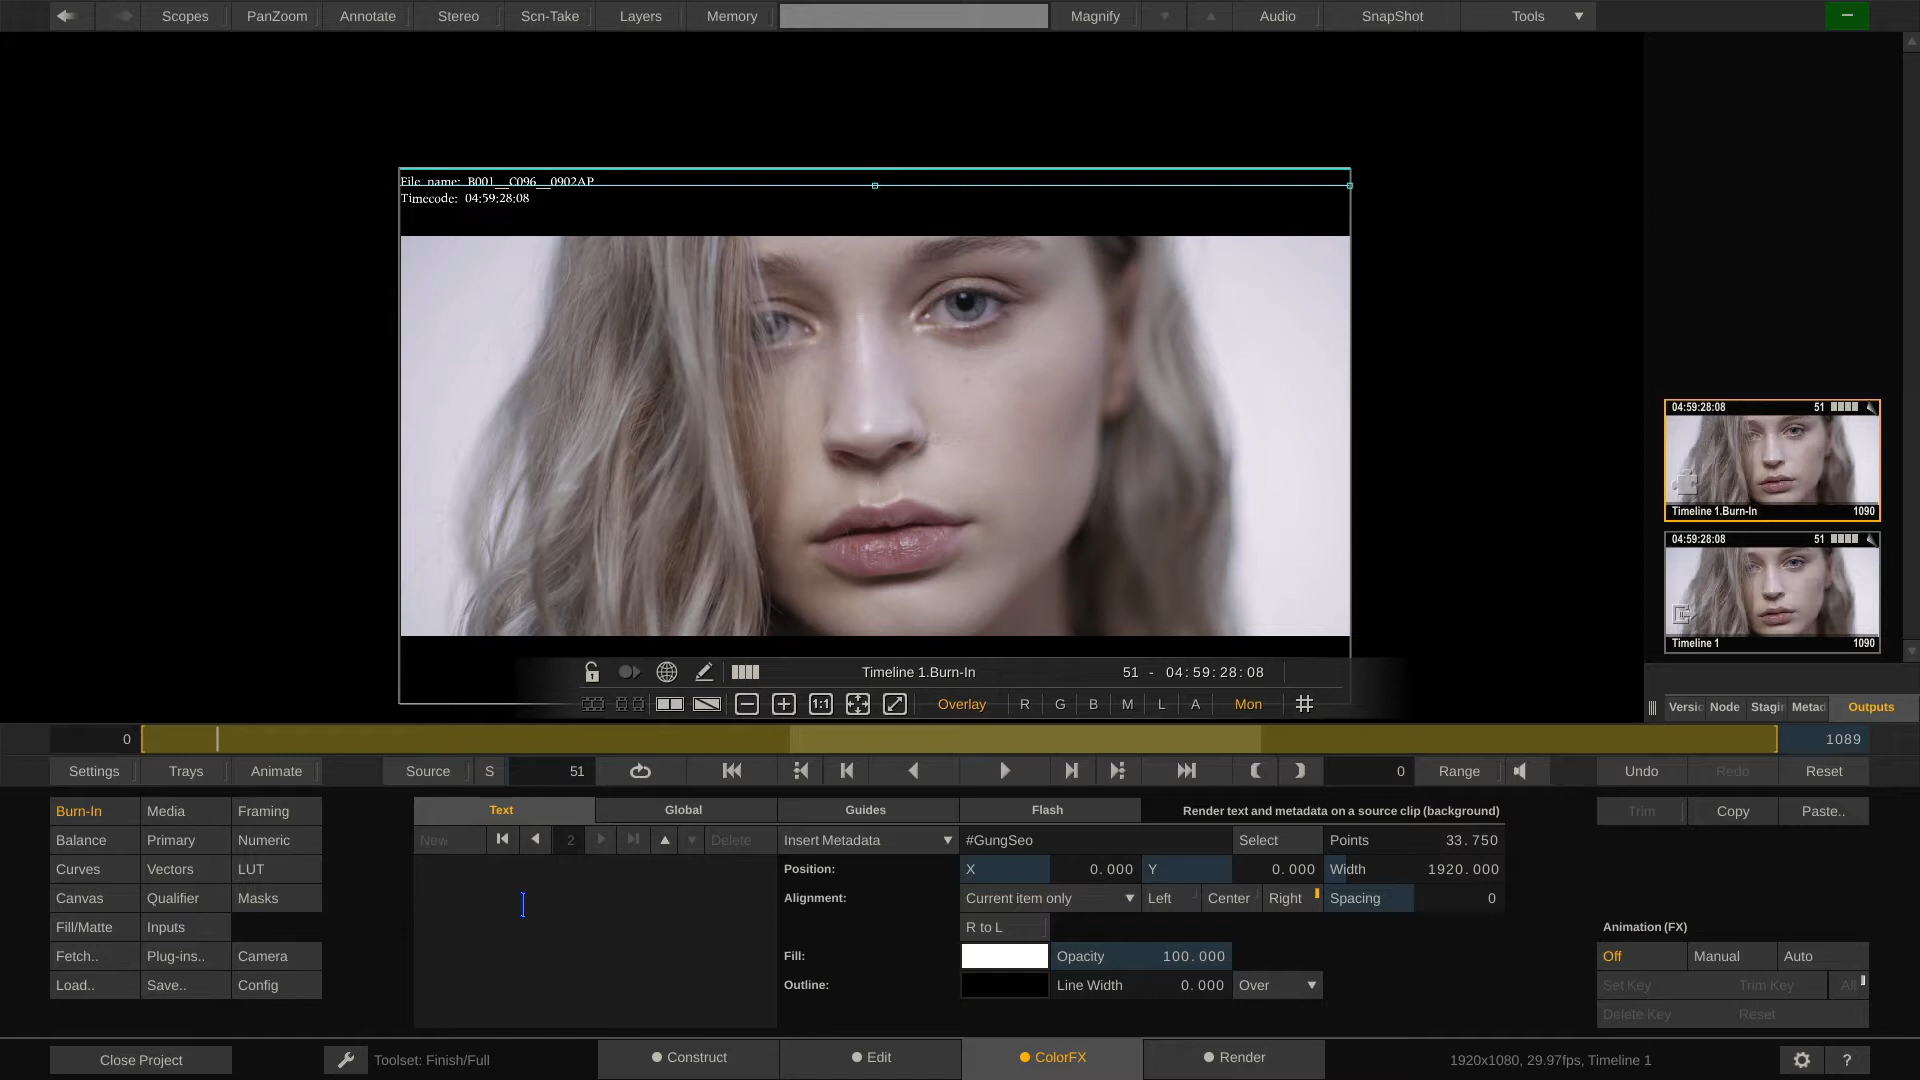 Scopes PanZoom Annotate Stereo Scn-Take Layers Memory Magnify Audio SnapShot Tools
File name: B001__C096__0902AP
Timecode: 04:59:28:08
04:59:28:08 51
Timeline 1.Burn-In 1090
04:59:28:08 51
Timeline 1 1090
Timeline 1.Burn-In 51 - 04:59:28:08
1:1 Overlay R G B M L A Mon
Versic Node Stagir Metad Outputs
0 1089
Settings Trays Animate Source S 51 0 Range Undo Redo Reset
Burn-In Media Framing Text Global Guides Flash Render text and metadata on a source clip (background) Trim Copy Paste..
Balance Primary Numeric New 2 Delete Insert Metadata #GungSeo Select Points 33.750
Curves Vectors LUT Position: X 0.000 Y 0.000 Width 1920.000
Canvas Qualifier Masks Alignment: Current item only Left Center Right Spacing 0
Fill/Matte Inputs R to L Animation (FX)
Fetch.. Plug-ins.. Camera Fill: Opacity 100.000 Off Manual Auto
Load.. Save.. Config Outline: Line Width 0.000 Over Set Key Trim Key All
Delete Key Reset
Close Project Toolset: Finish/Full Construct Edit ColorFX Render 1920x1080, 29.97fps, Timeline 1 ?